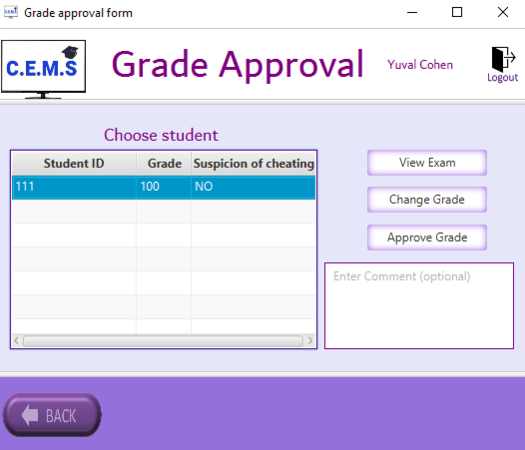 Grade approval form
C.E.M.S
Grade Approval
Yuval Cohen
Logout
Choose student
Student ID Grade Suspicion of cheating
111 100 NO
View Exam
Change Grade
Approve Grade
Enter Comment (optional)
BACK